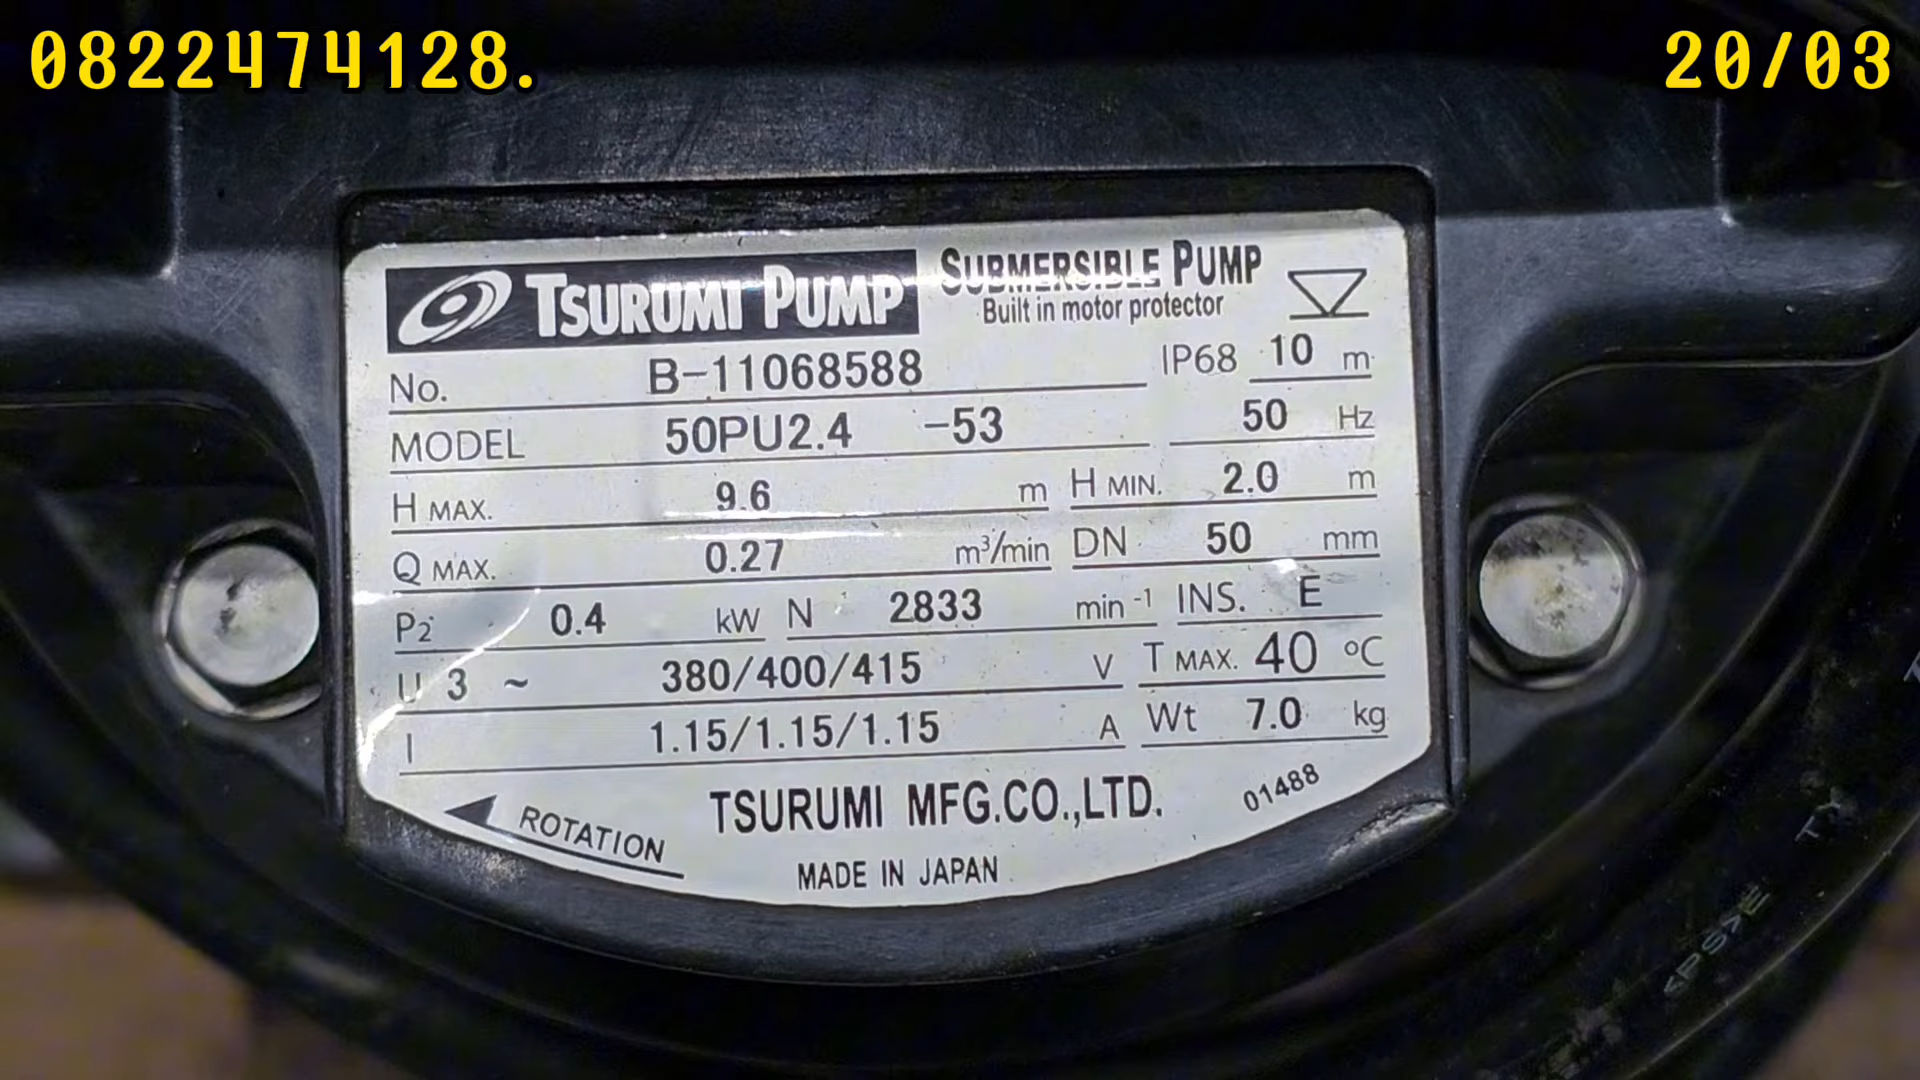 0822474128.
20/03
TSURUMI PUMP
SUBMERSIBLE PUMP
Built in motor protector
No. B-11068588 IP68 10 m
MODEL 50PU2.4 -53 50 Hz
H MAX. 9.6 m H MIN. 2.0 m
Q MAX. 0.27 m³/min DN 50 mm
P2 0.4 kW N 2833 min⁻¹ INS. E
U 3 ~ 380/400/415 V T MAX. 40 °C
I 1.15/1.15/1.15 A Wt 7.0 kg
ROTATION
TSURUMI MFG.CO.,LTD.
01488
MADE IN JAPAN